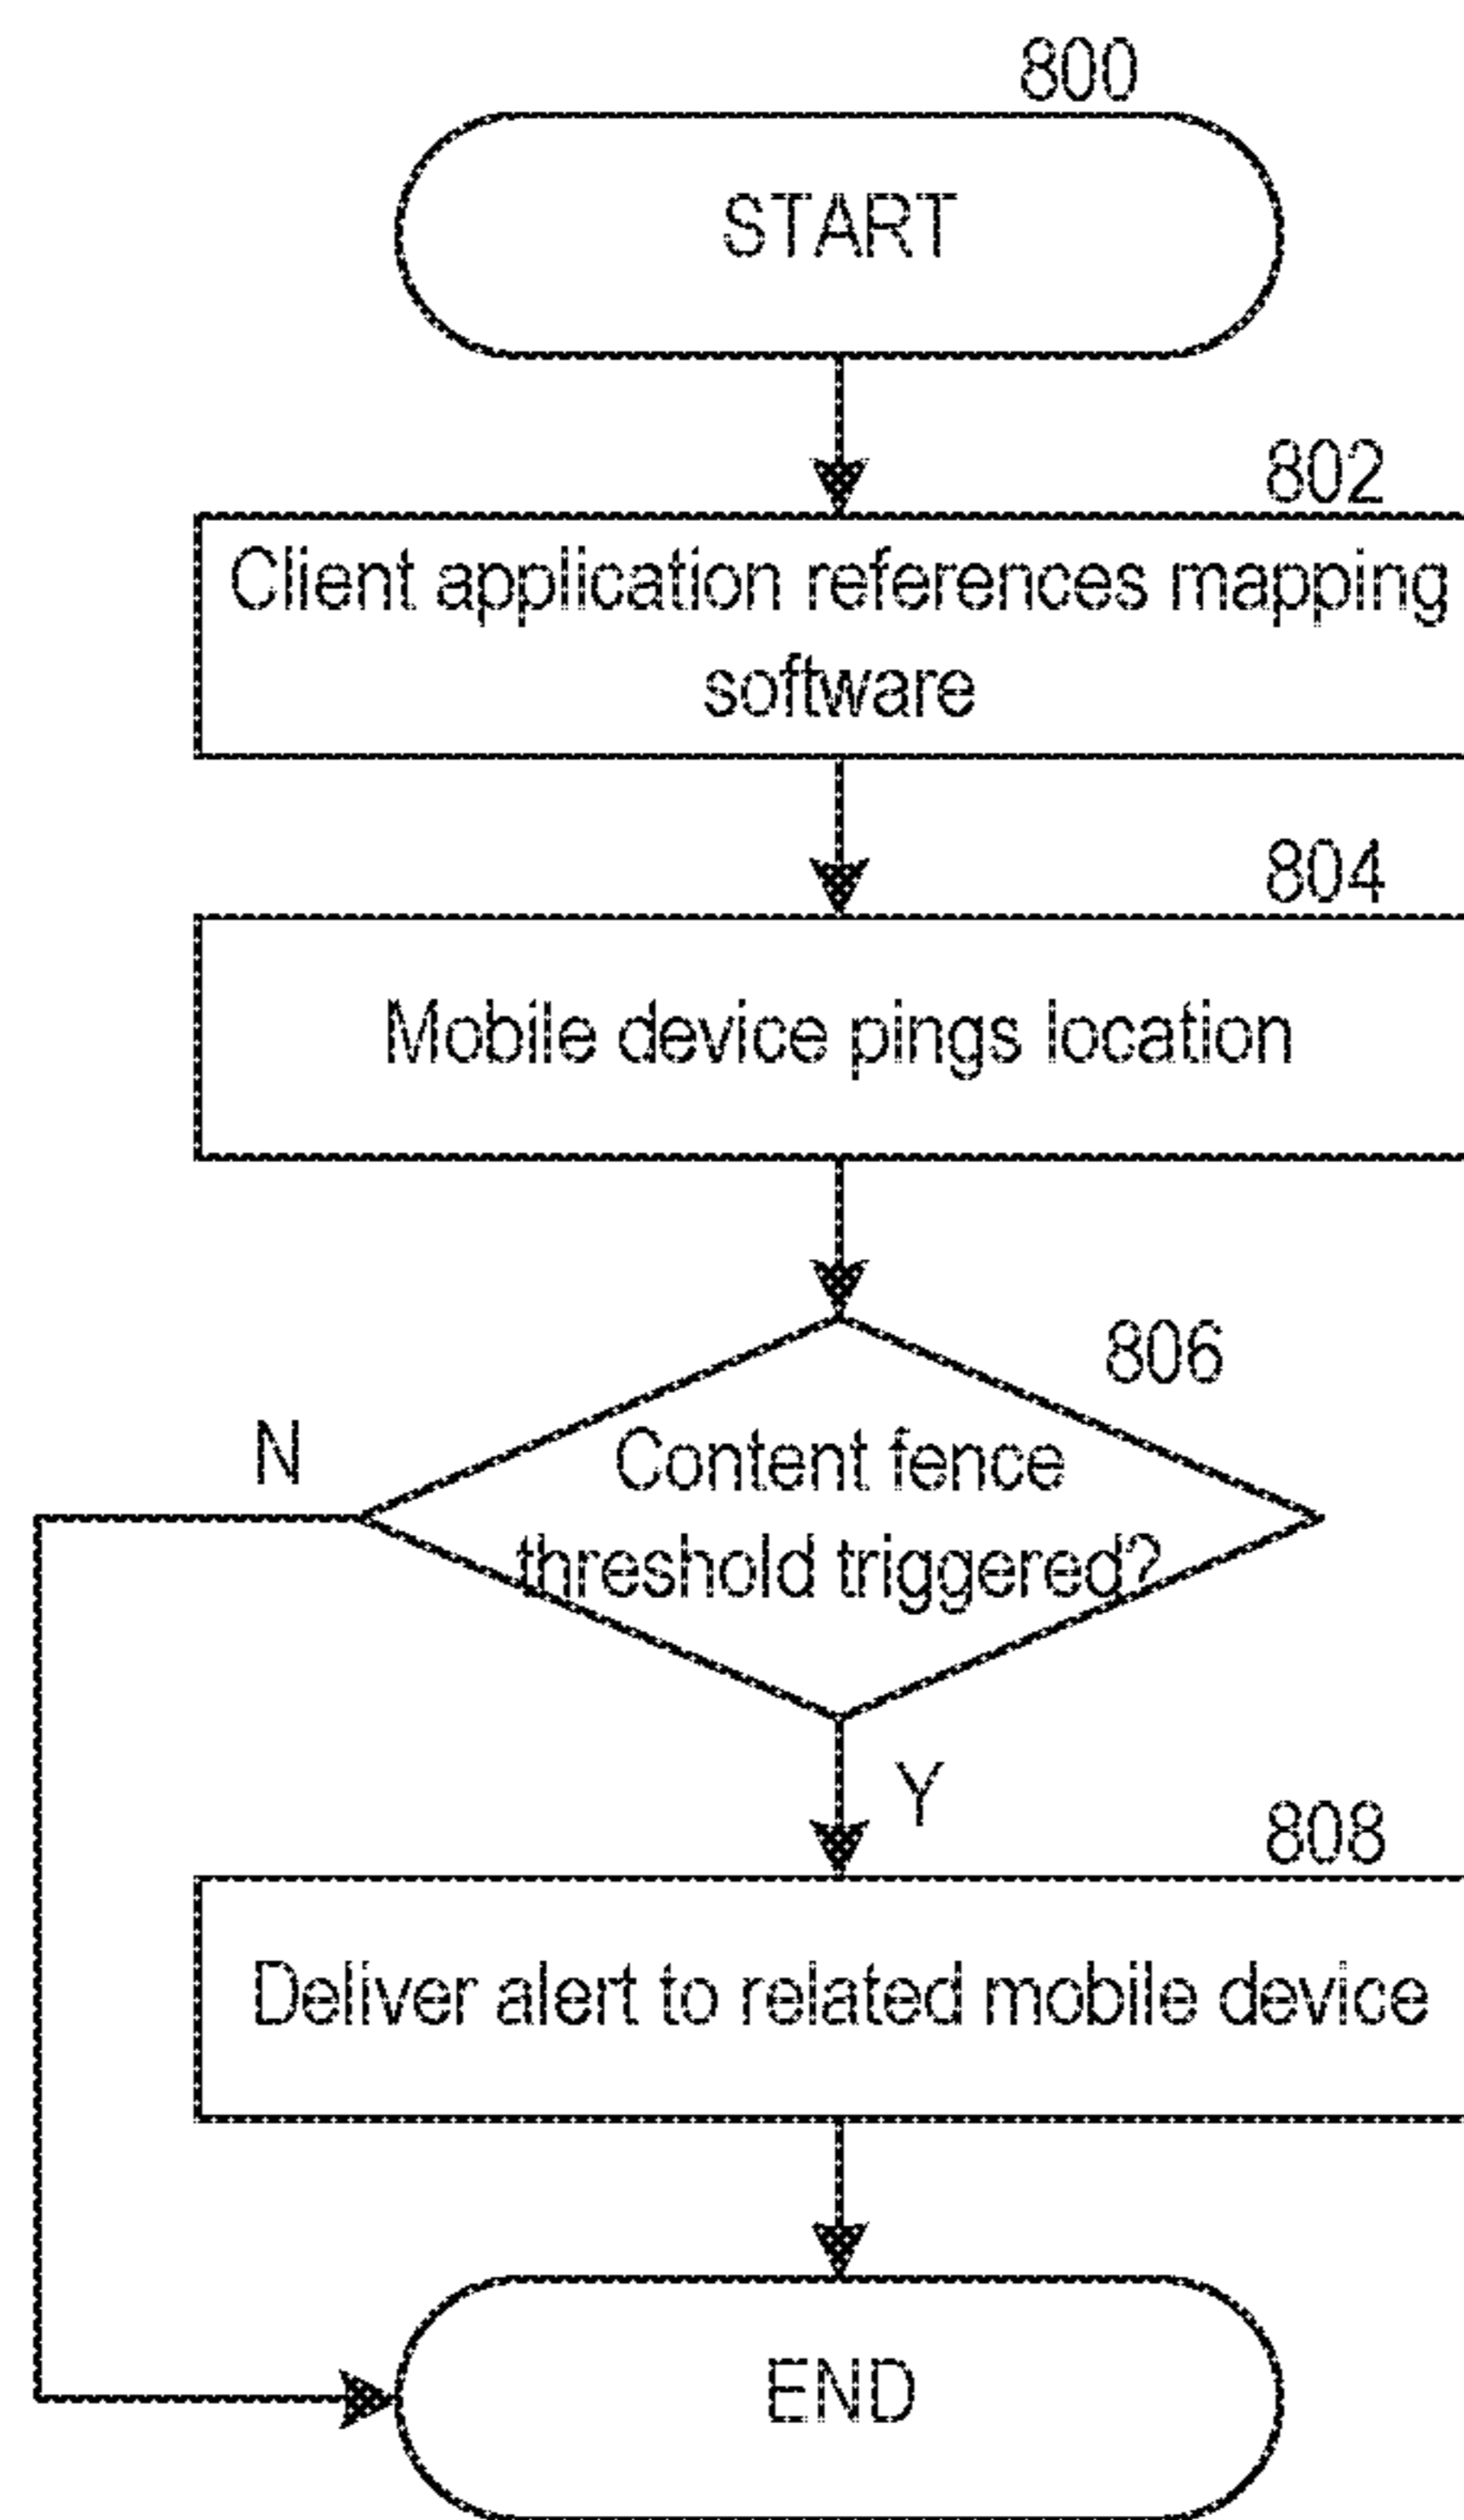 800
START
802
Client application references mapping
software
804
Mobile device pings location
806
N
Content fence
threshold triggered?
Y
808
Deliver alert to related mobile device
END